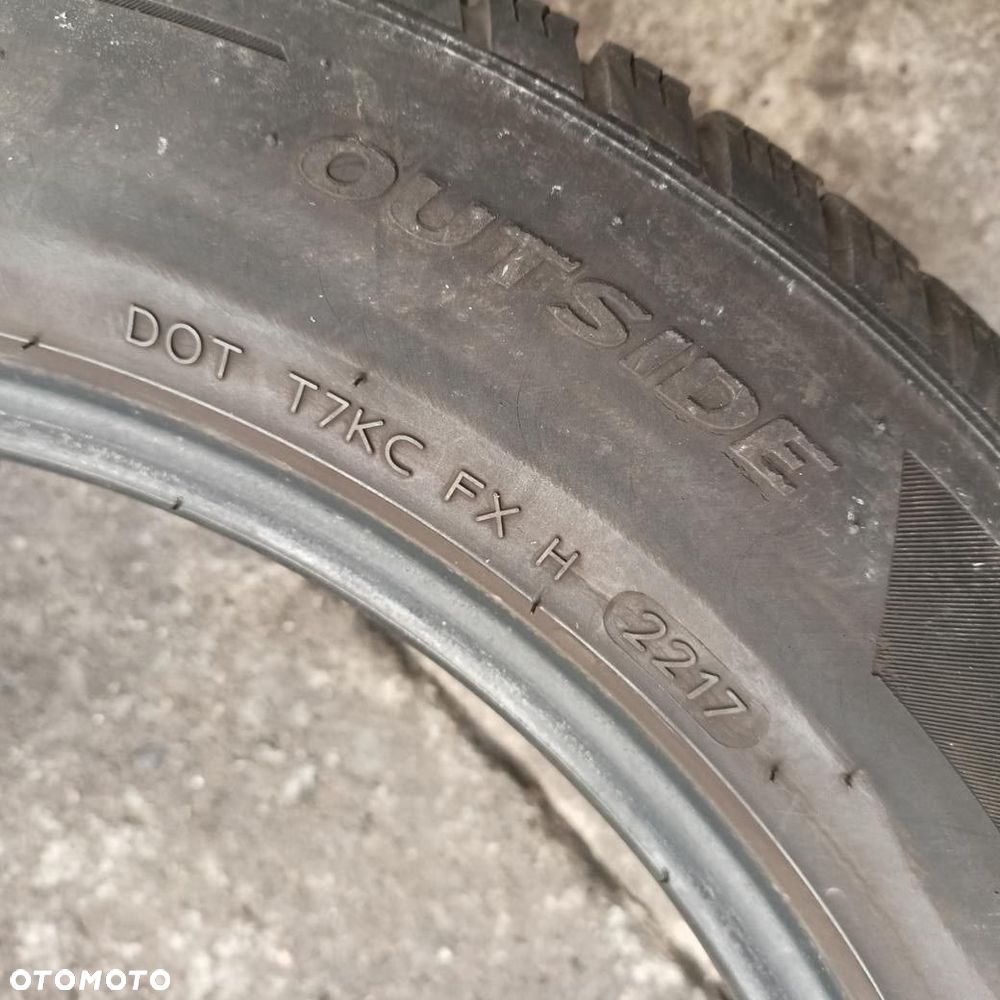 OUTSIDE
DOT T7KC FX H 2217
OTOMOTO